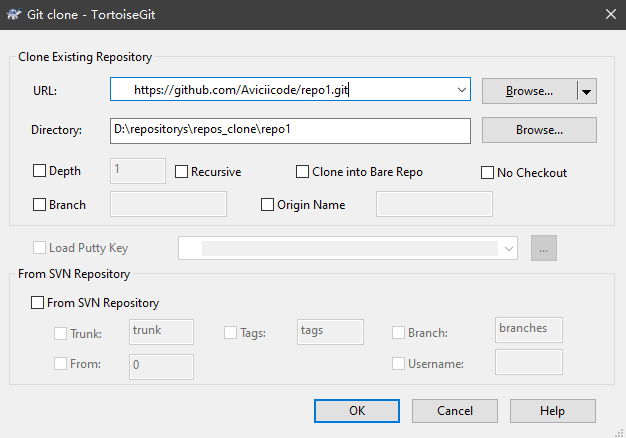 Git clone - TortoiseGit
Clone Existing Repository
URL: https://github.com/Aviciicode/repo1.git Browse...
Directory: D:\repositorys\repos_clone\repo1 Browse...
Depth 1 Recursive Clone into Bare Repo No Checkout
Branch Origin Name
Load Putty Key ...
From SVN Repository
From SVN Repository
Trunk: trunk Tags: tags Branch: branches
From: 0 Username:
OK Cancel Help